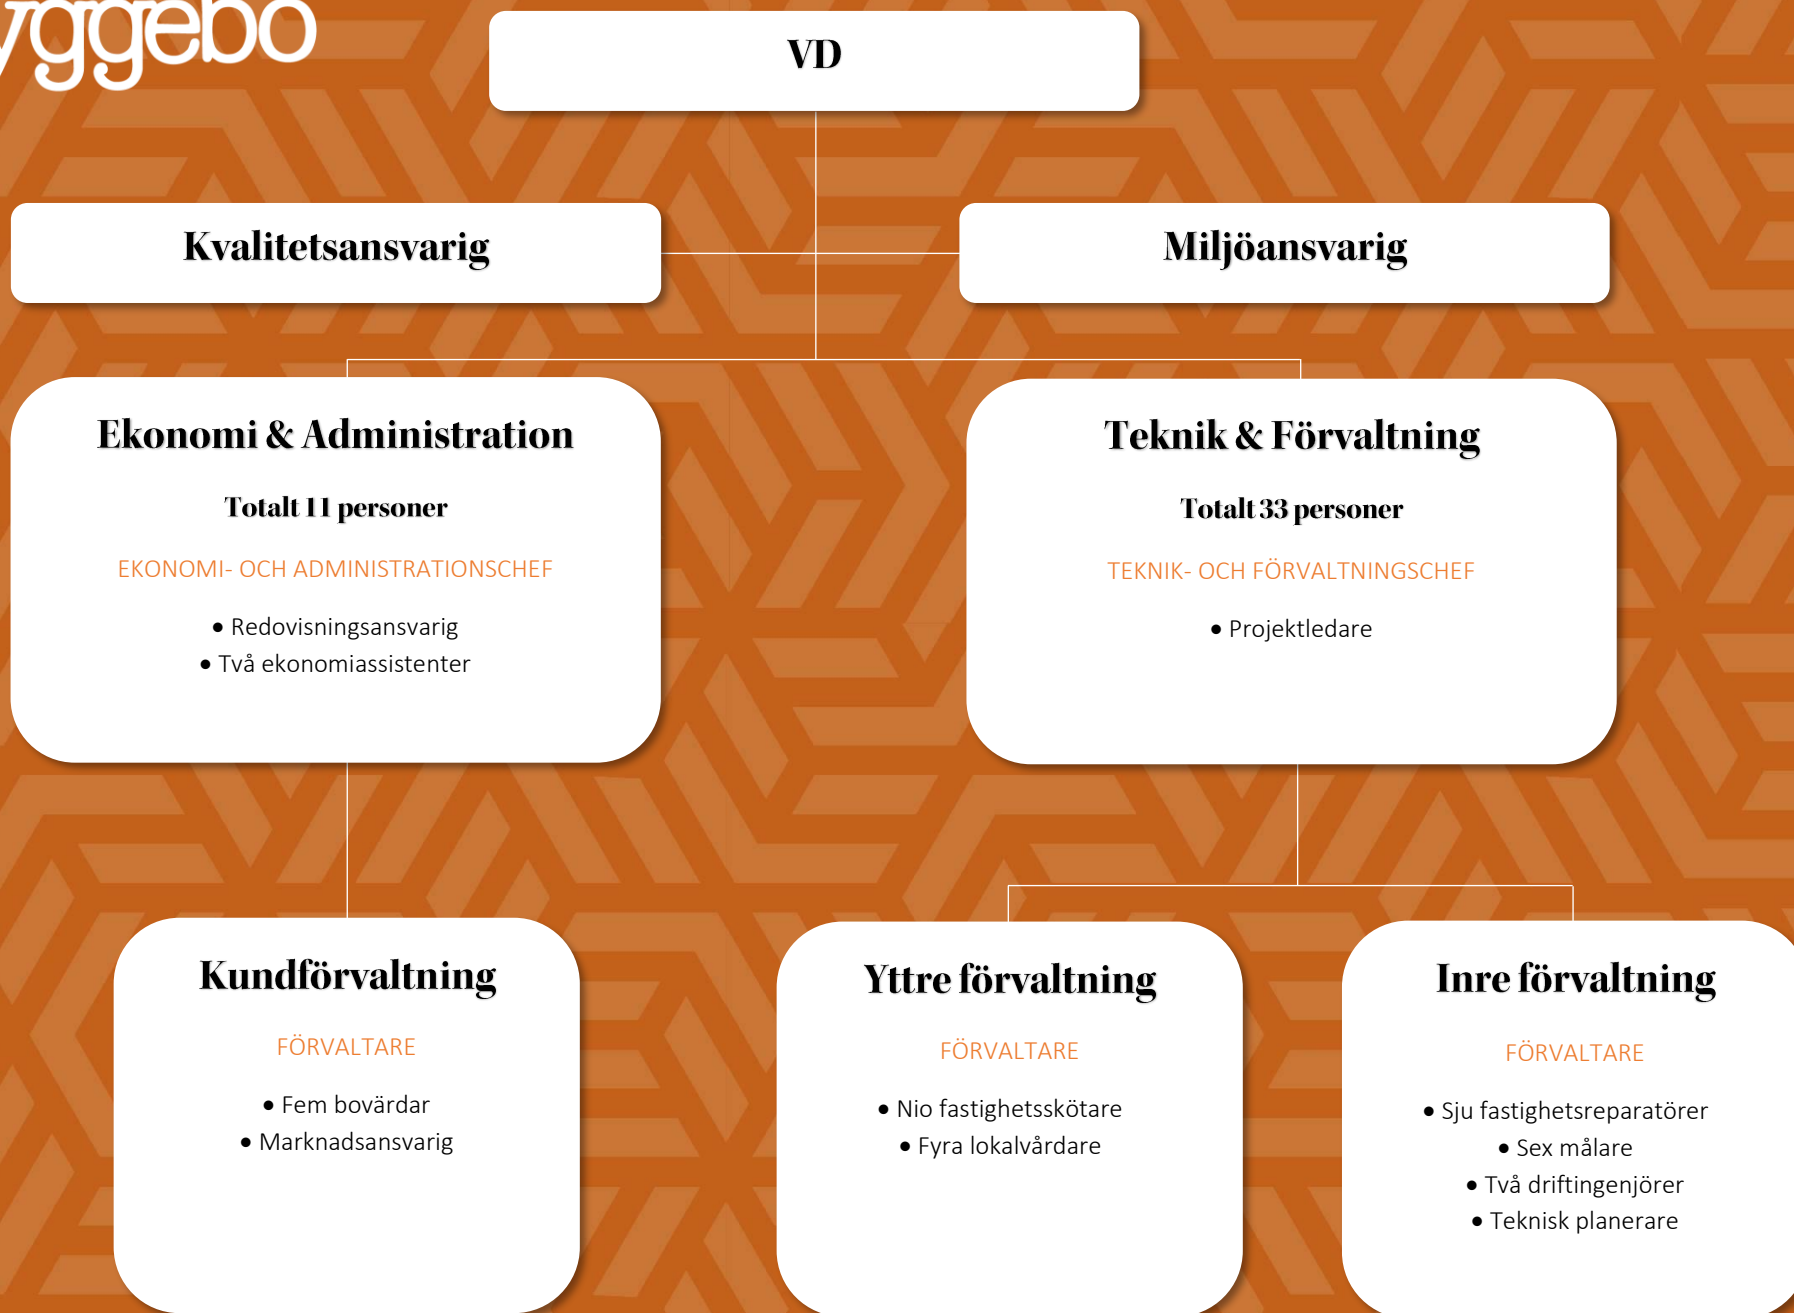 yggebo
VD
Kvalitetsansvarig
Miljöansvarig
Ekonomi & Administration
Totalt 11 personer
EKONOMI- OCH ADMINISTRATIONSCHEF
• Redovisningsansvarig
• Två ekonomiassistenter
Teknik & Förvaltning
Totalt 33 personer
TEKNIK- OCH FÖRVALTNINGSCHEF
• Projektledare
Kundförvaltning
FÖRVALTARE
• Fem bovärdar
• Marknadsansvarig
Yttre förvaltning
FÖRVALTARE
• Nio fastighetsskötare
• Fyra lokalvårdare
Inre förvaltning
FÖRVALTARE
• Sju fastighetsreparatörer
• Sex målare
• Två driftingenjörer
• Teknisk planerare